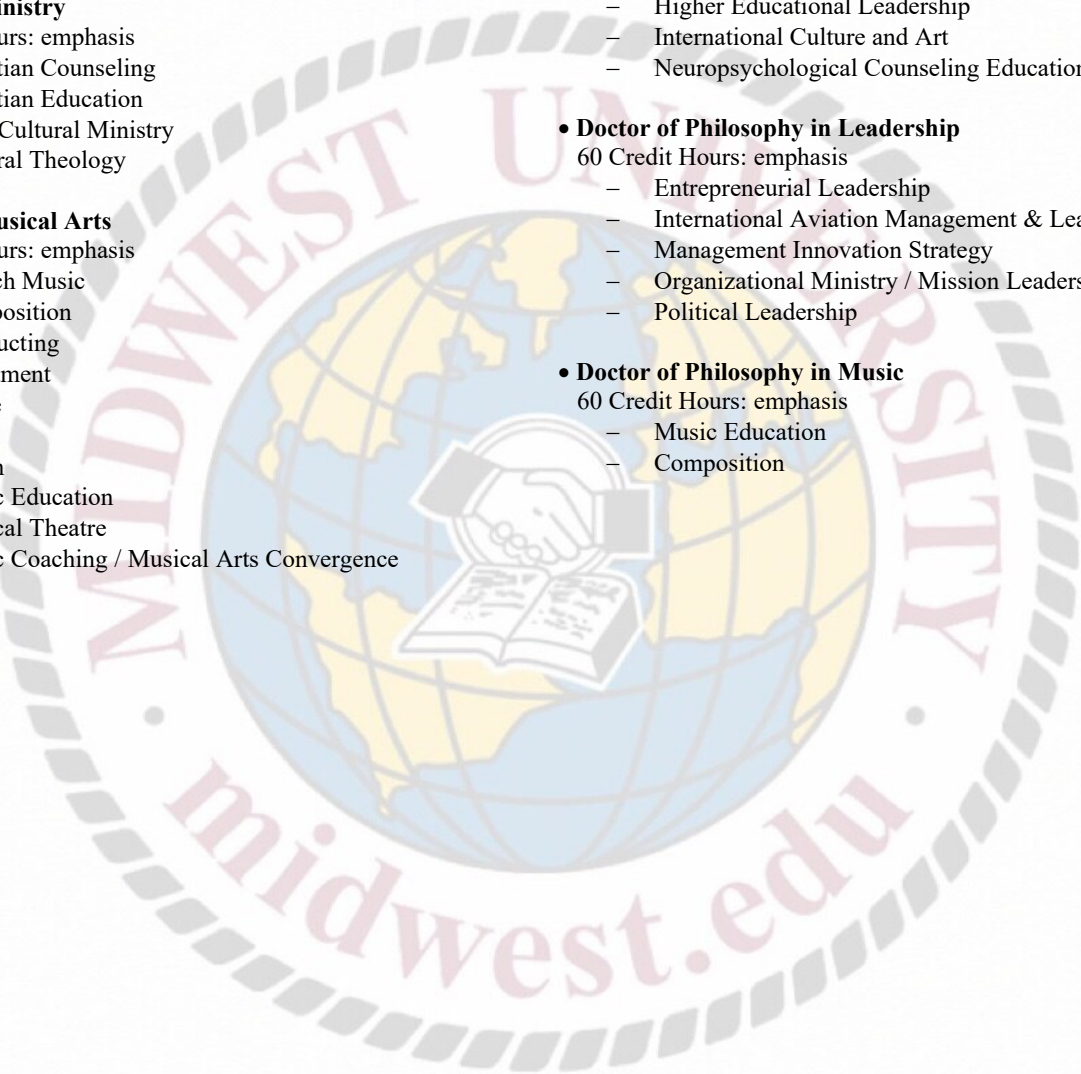 inistry
urs: emphasis
tian Counseling
tian Education
Cultural Ministry
ral Theology
usical Arts
urs: emphasis
ch Music
position
ucting
ment
c Education
cal Theatre
c Coaching / Musical Arts Convergence
– Higher Educational Leadership
– International Culture and Art
– Neuropsychological Counseling Education
• Doctor of Philosophy in Leadership
60 Credit Hours: emphasis
– Entrepreneurial Leadership
– International Aviation Management & Lea
– Management Innovation Strategy
– Organizational Ministry / Mission Leaders
– Political Leadership
• Doctor of Philosophy in Music
60 Credit Hours: emphasis
– Music Education
– Composition
MIDWEST UNIVERSITY
midwest.edu